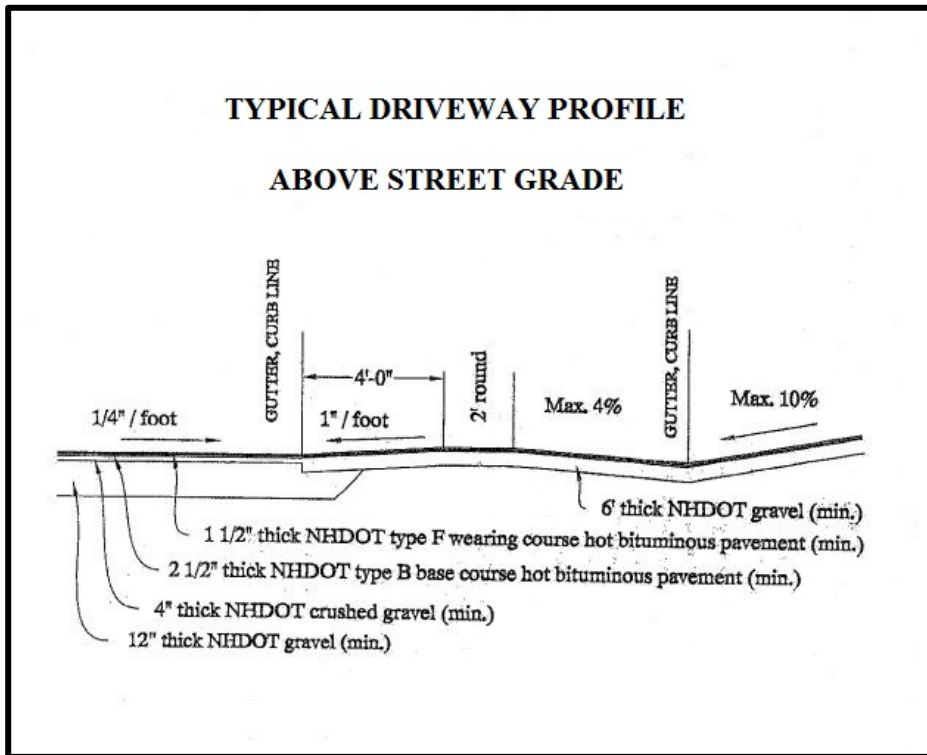 TYPICAL DRIVEWAY PROFILE
ABOVE STREET GRADE
GUTTER, CURB LINE
4'-0"
2' round
GUTTER, CURB LINE
1/4" / foot
1" / foot
Max. 4%
Max. 10%
6' thick NHDOT gravel (min.)
1 1/2" thick NHDOT type F wearing course hot bituminous pavement (min.)
2 1/2" thick NHDOT type B base course hot bituminous pavement (min.)
4" thick NHDOT crushed gravel (min.)
12" thick NHDOT gravel (min.)